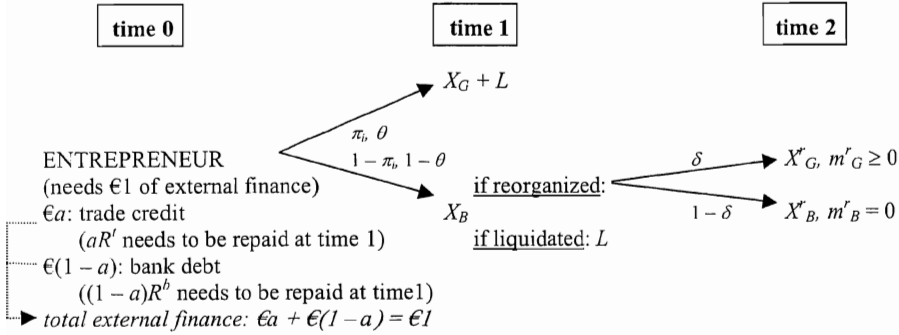 time 0 time 1 time 2
X_G + L
π_i, θ
1 − π_i, 1 − θ
ENTREPRENEUR
(needs €1 of external finance)
€a: trade credit
(aR^t needs to be repaid at time 1)
€(1 − a): bank debt
((1 − a)R^b needs to be repaid at time1)
total external finance: €a + €(1 − a) = €1
X_B
if reorganized:
if liquidated: L
δ
1 − δ
X^r_G, m^r_G ≥ 0
X^r_B, m^r_B = 0